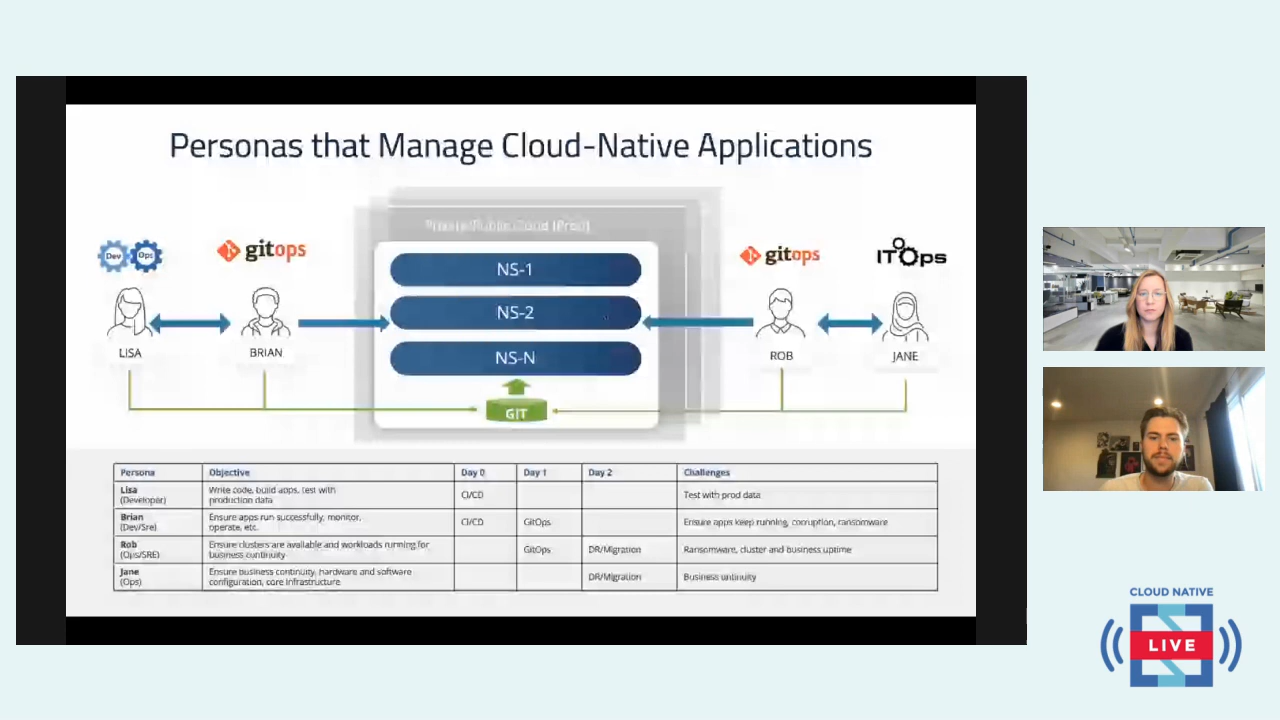 Personas that Manage Cloud-Native Applications
Private/Public Cloud (Prod)
Dev Ops
gitops
NS-1
NS-2
NS-N
GIT
gitops
ITOps
LISA
BRIAN
ROB
JANE
Persona Objective Day 0 Day 1 Day 2 Challenges
Lisa
(Developer)
Write code, build apps, test with
production data
CI/CD
Test with prod data
Brian
(Dev/Sre)
Ensure apps run successfully, monitor,
operate, etc.
CI/CD
GitOps
Ensure apps keep running, corruption, ransomware
Rob
(Ops/SRE)
Ensure clusters are available and workloads running for
business continuity
GitOps
DR/Migration
Ransomware, cluster and business uptime
Jane
(Ops)
Ensure business continuity, hardware and software
configuration, core infrastructure
DR/Migration
Business untinuity
CLOUD NATIVE
LIVE